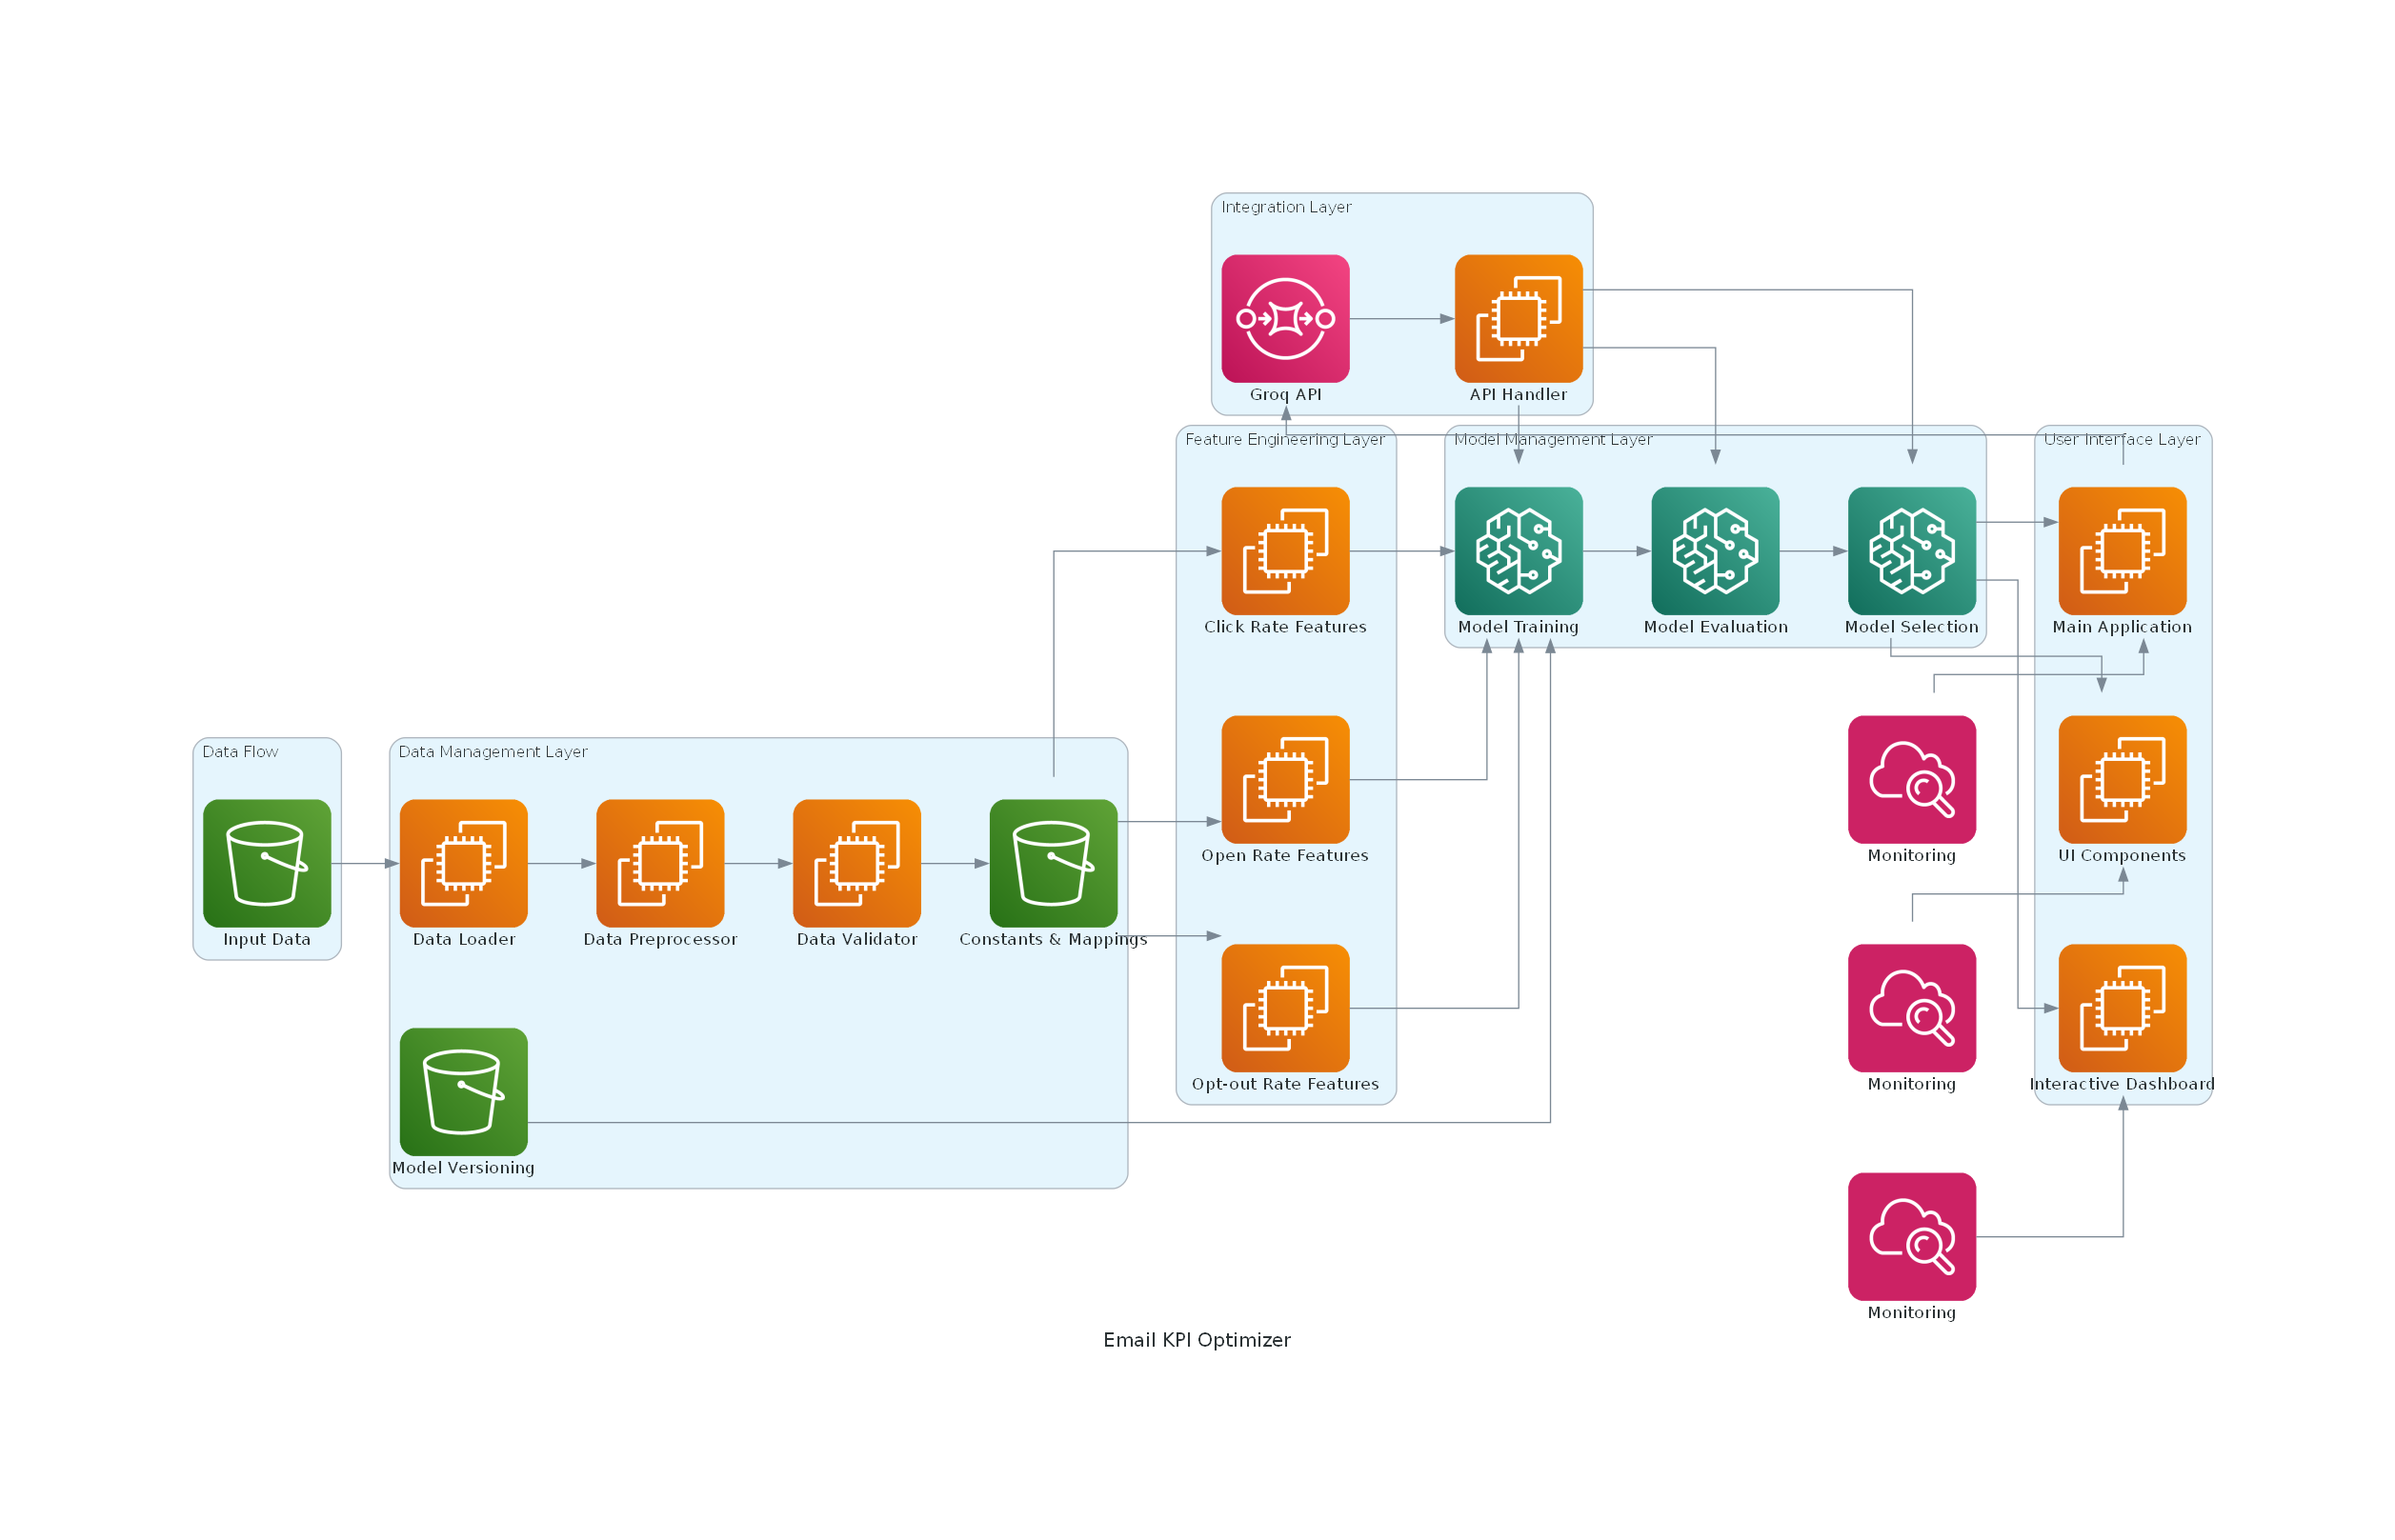 Integration Layer
Groq API
API Handler
Feature Engineering Layer
Model Management Layer
User Interface Layer
Click Rate Features
Model Training
Model Evaluation
Model Selection
Main Application
Data Flow
Data Management Layer
Open Rate Features
Monitoring
UI Components
Input Data
Data Loader
Data Preprocessor
Data Validator
Constants & Mappings
Opt-out Rate Features
Monitoring
Interactive Dashboard
Model Versioning
Monitoring
Email KPI Optimizer